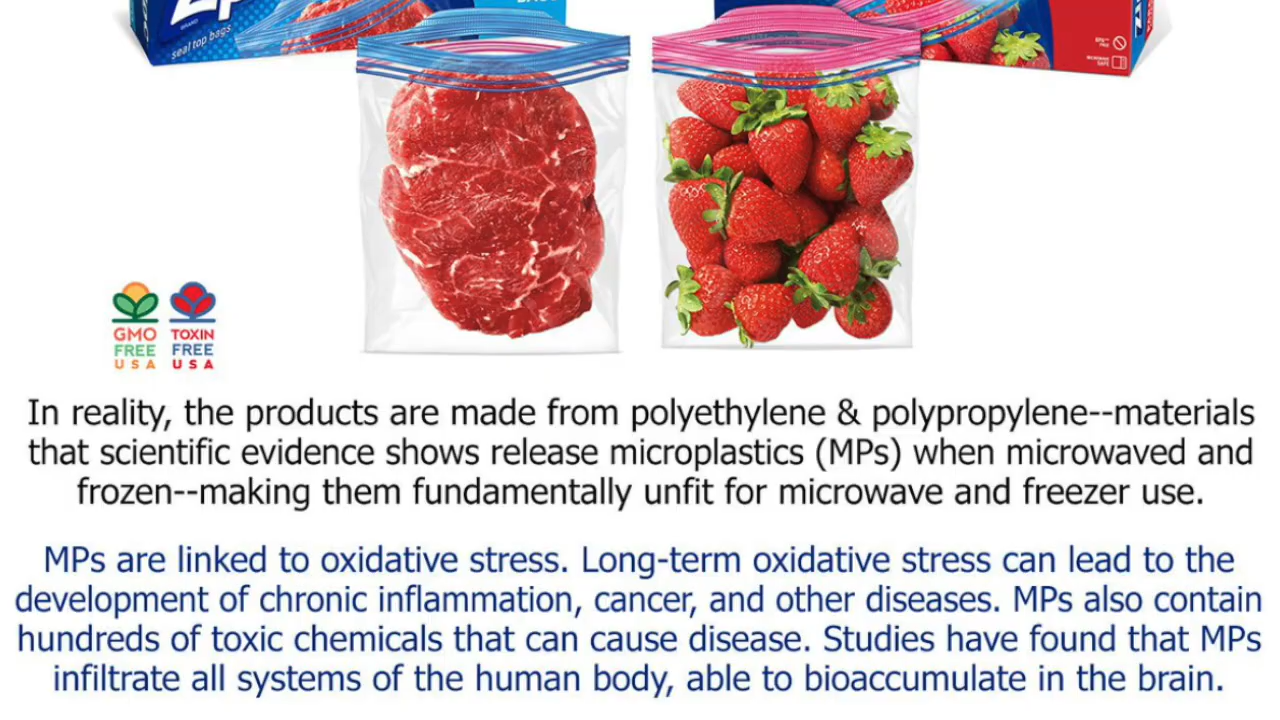 seal top bags
GMO FREE USA
TOXIN FREE USA
In reality, the products are made from polyethylene & polypropylene--materials
that scientific evidence shows release microplastics (MPs) when microwaved and
frozen--making them fundamentally unfit for microwave and freezer use.
MPs are linked to oxidative stress. Long-term oxidative stress can lead to the
development of chronic inflammation, cancer, and other diseases. MPs also contain
hundreds of toxic chemicals that can cause disease. Studies have found that MPs
infiltrate all systems of the human body, able to bioaccumulate in the brain.